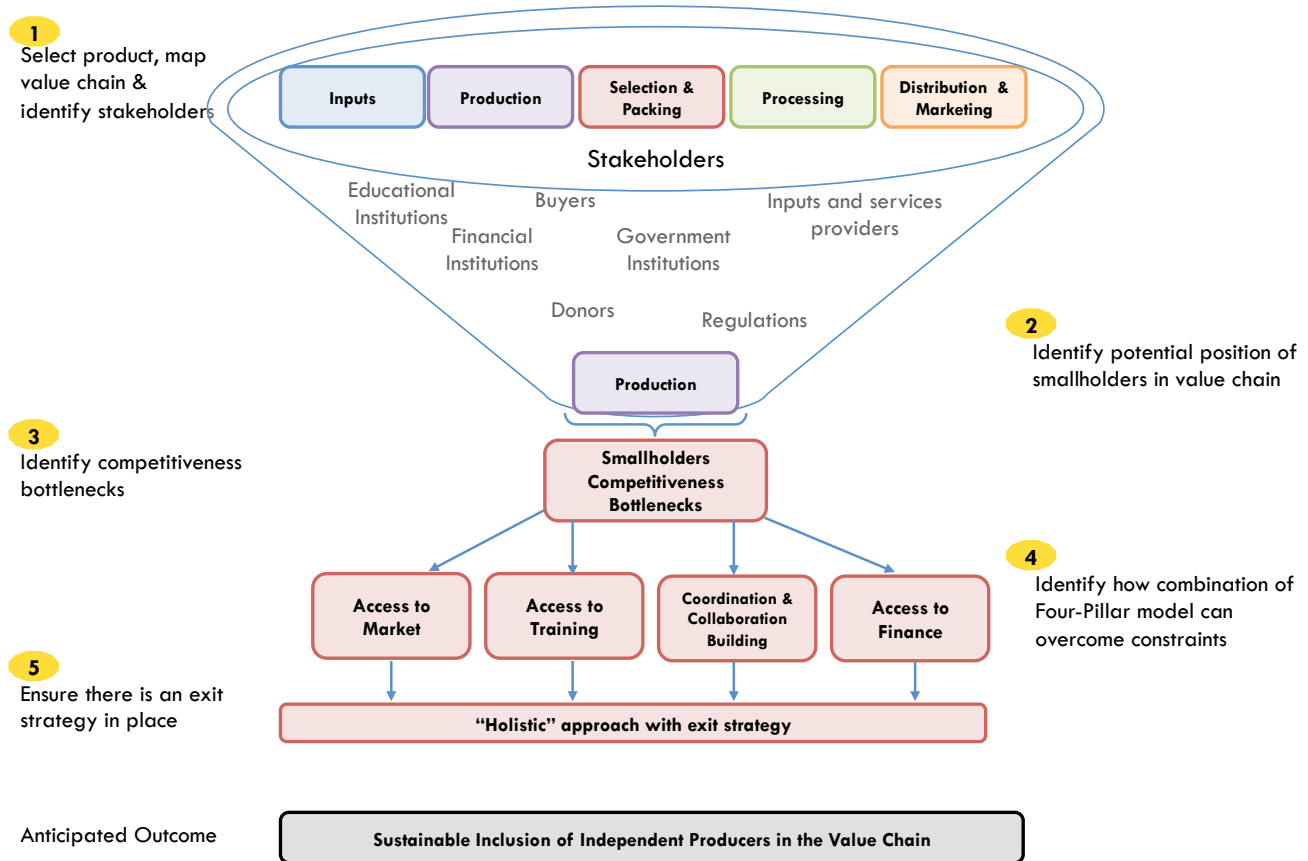 1
Select product, map
value chain &
identify stakeholders
Inputs
Production
Selection &
Packing
Processing
Distribution &
Marketing
Stakeholders
Educational
Institutions
Buyers
Inputs and services
providers
Financial
Institutions
Government
Institutions
Donors
Regulations
2
Identify potential position of
smallholders in value chain
Production
3
Identify competitiveness
bottlenecks
Smallholders
Competitiveness
Bottlenecks
4
Identify how combination of
Four-Pillar model can
overcome constraints
Access to
Market
Access to
Training
Coordination &
Collaboration
Building
Access to
Finance
5
Ensure there is an exit
strategy in place
“Holistic” approach with exit strategy
Anticipated Outcome
Sustainable Inclusion of Independent Producers in the Value Chain